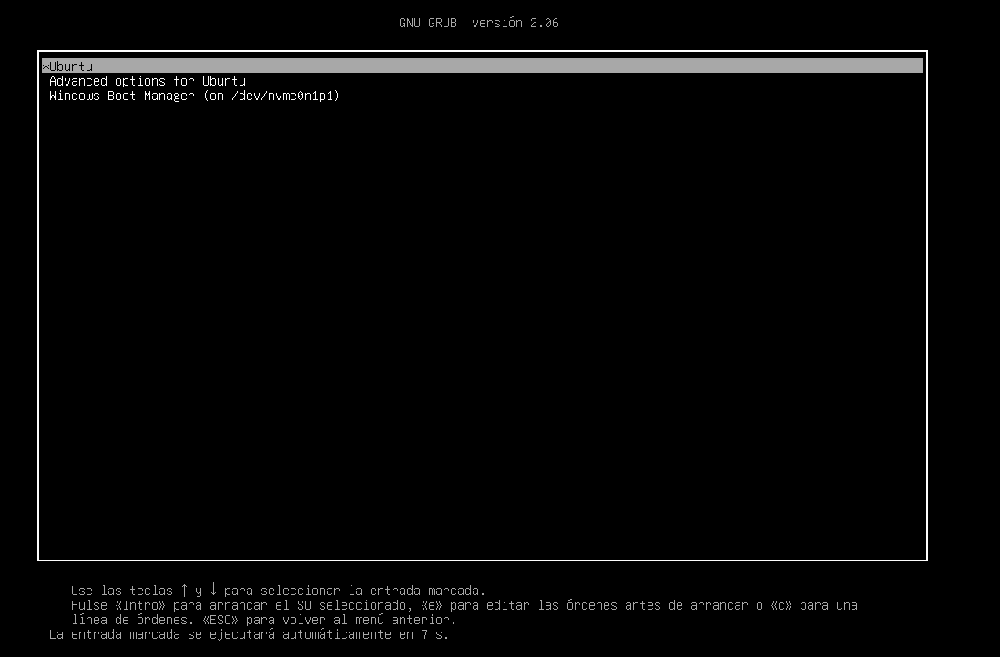 GNU GRUB  versión 2.06
*Ubuntu
Advanced options for Ubuntu
Windows Boot Manager (on /dev/nvme0n1p1)
Use las teclas ↑ y ↓ para seleccionar la entrada marcada.
Pulse «Intro» para arrancar el SO seleccionado, «e» para editar las órdenes antes de arrancar o «c» para una
línea de órdenes. «ESC» para volver al menú anterior.
La entrada marcada se ejecutará automáticamente en 7 s.